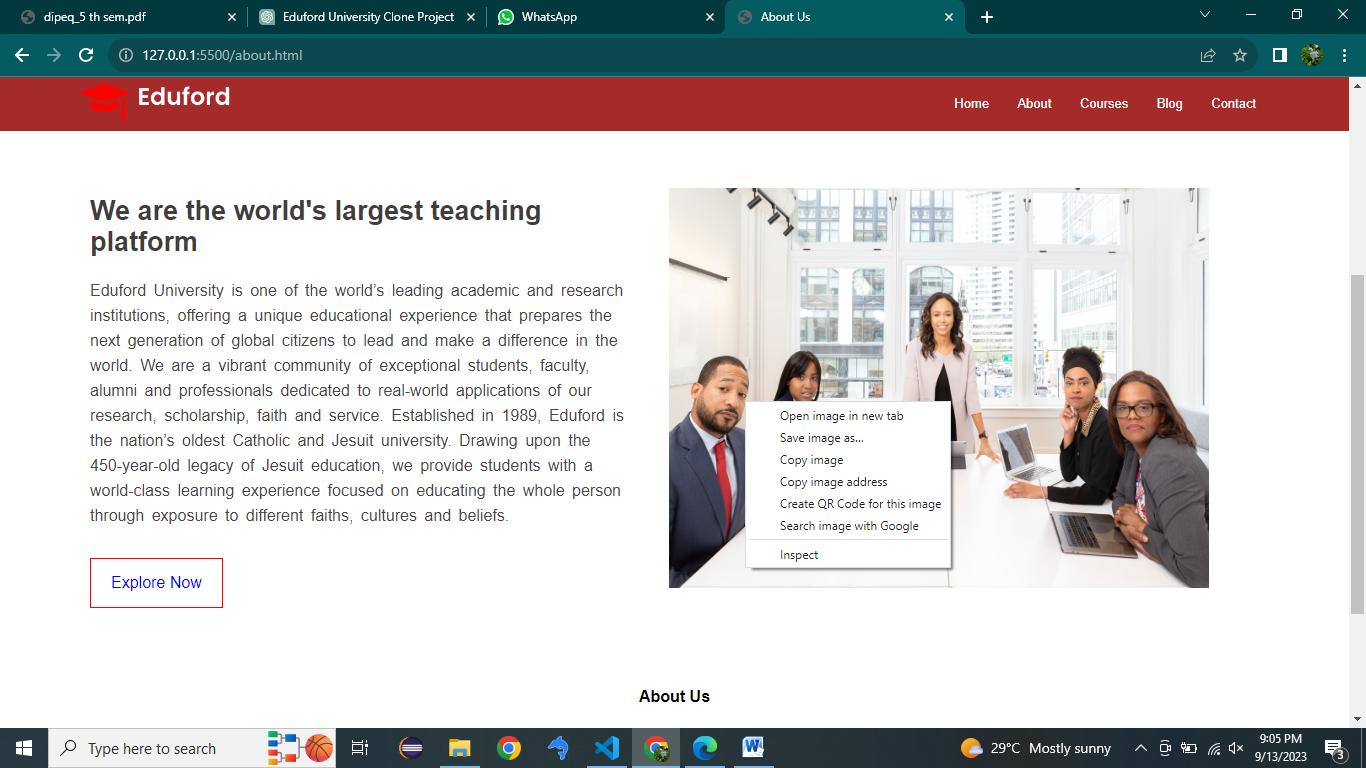 dipeq_5 th sem.pdf
Eduford University Clone Project
WhatsApp
About Us
127.0.0.1:5500/about.html
Eduford
Home
About
Courses
Blog
Contact
We are the world's largest teaching
platform
Eduford University is one of the world’s leading academic and research
institutions, offering a unique educational experience that prepares the
next generation of global citizens to lead and make a difference in the
world. We are a vibrant community of exceptional students, faculty,
alumni and professionals dedicated to real-world applications of our
research, scholarship, faith and service. Established in 1989, Eduford is
the nation’s oldest Catholic and Jesuit university. Drawing upon the
450-year-old legacy of Jesuit education, we provide students with a
world-class learning experience focused on educating the whole person
through exposure to different faiths, cultures and beliefs.
Explore Now
Open image in new tab
Save image as...
Copy image
Copy image address
Create QR Code for this image
Search image with Google
Inspect
About Us
Type here to search
29°C Mostly sunny
9:05 PM
9/13/2023
3